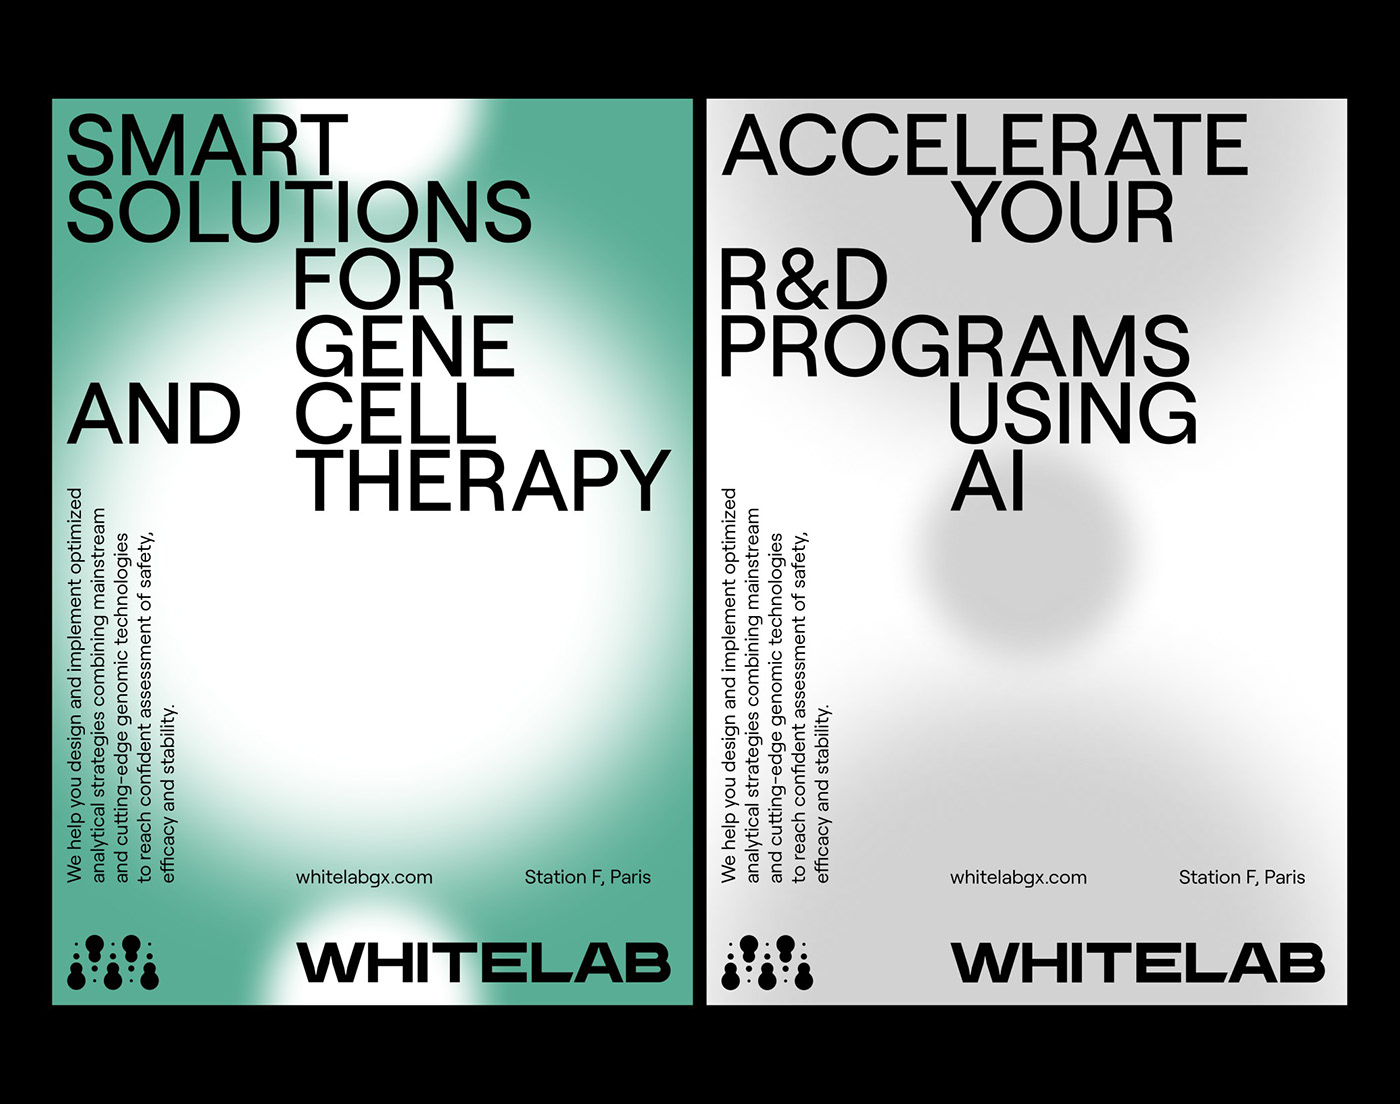 SMART
SOLUTIONS
FOR
GENE
AND CELL
THERAPY
We help you design and implement optimized
analytical strategies combining mainstream
and cutting-edge genomic technologies
to reach confident assessment of safety,
efficacy and stability.
whitelabgx.com
Station F, Paris
WHITELAB
ACCELERATE
YOUR
R&D
PROGRAMS
USING
AI
We help you design and implement optimized
analytical strategies combining mainstream
and cutting-edge genomic technologies
to reach confident assessment of safety,
efficacy and stability.
whitelabgx.com
Station F, Paris
WHITELAB